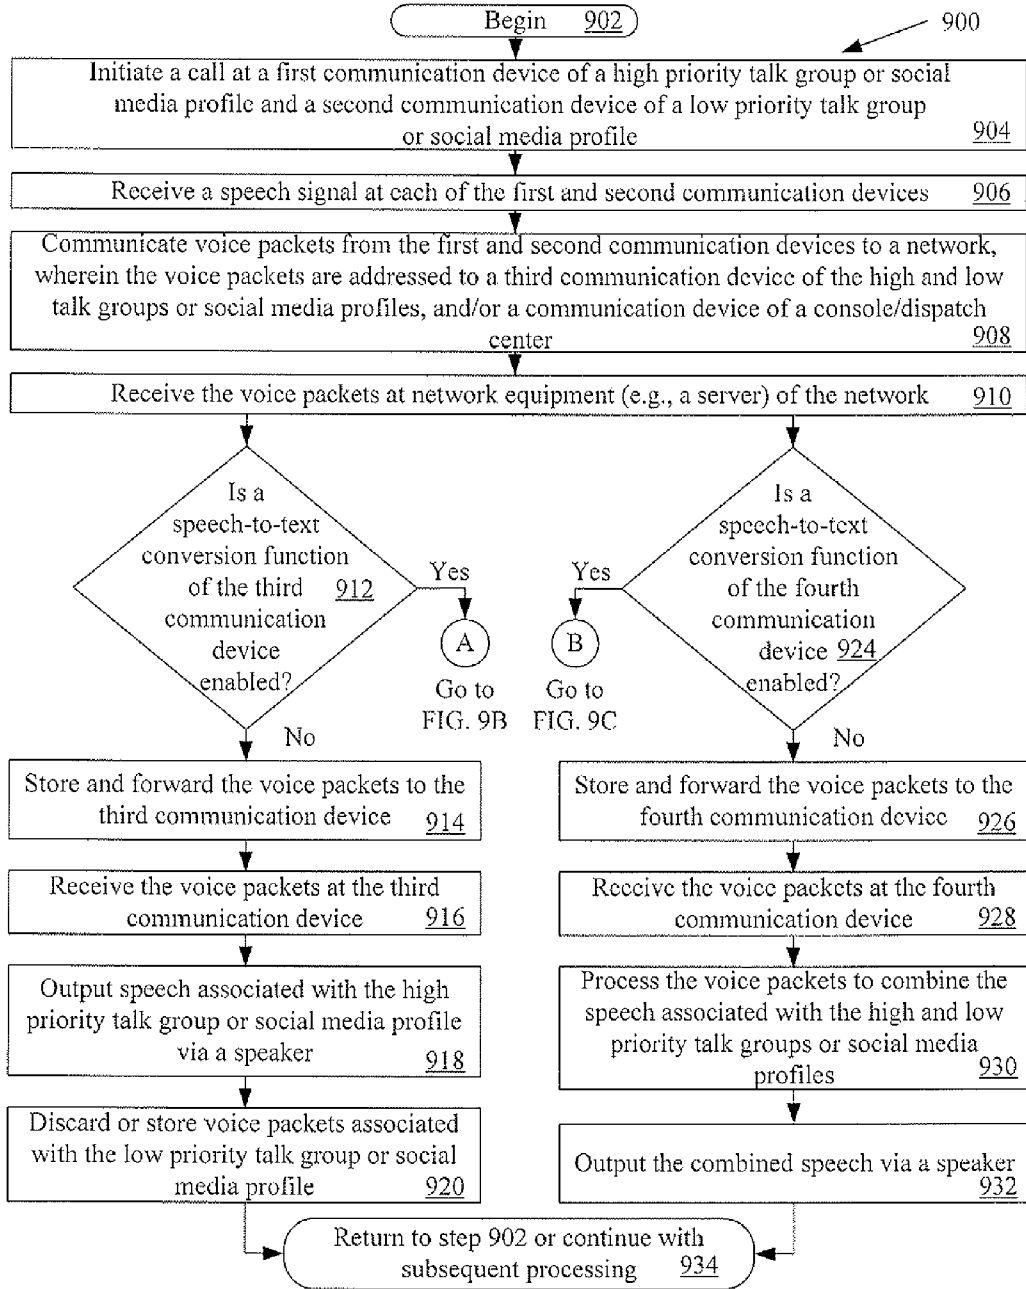 Begin 902
900
Initiate a call at a first communication device of a high priority talk group or social
media profile and a second communication device of a low priority talk group
or social media profile 904
Receive a speech signal at each of the first and second communication devices 906
Communicate voice packets from the first and second communication devices to a network,
wherein the voice packets are addressed to a third communication device of the high and low
talk groups or social media profiles, and/or a communication device of a console/dispatch
center 908
Receive the voice packets at network equipment (e.g., a server) of the network 910
Is a
speech-to-text
conversion function
of the third 912
communication
device
enabled?
Yes
A
Go to
FIG. 9B
No
Is a
speech-to-text
conversion function
of the fourth
communication
device 924
enabled?
Yes
B
Go to
FIG. 9C
No
Store and forward the voice packets to the
third communication device 914
Receive the voice packets at the third
communication device 916
Output speech associated with the high
priority talk group or social media profile
via a speaker 918
Discard or store voice packets associated
with the low priority talk group or social
media profile 920
Store and forward the voice packets to the
fourth communication device 926
Receive the voice packets at the fourth
communication device 928
Process the voice packets to combine the
speech associated with the high and low
priority talk groups or social media
profiles 930
Output the combined speech via a speaker
932
Return to step 902 or continue with
subsequent processing 934